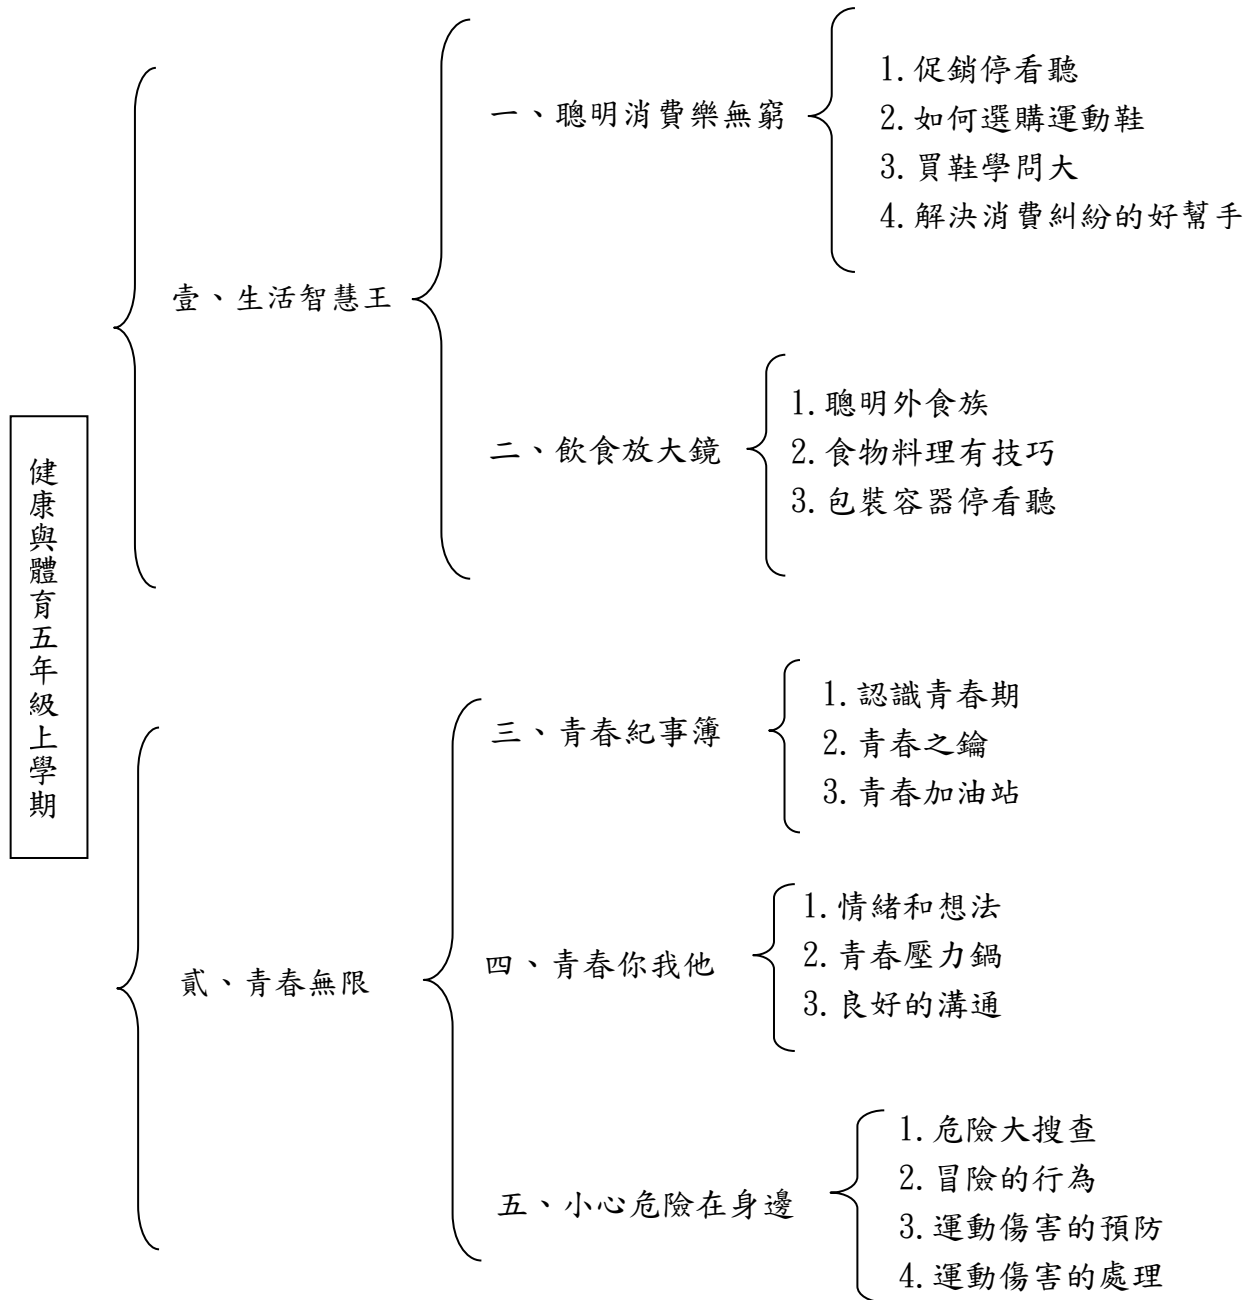 健康與體育五年級上學期
壹、生活智慧王
一、聰明消費樂無窮
1.促銷停看聽
2.如何選購運動鞋
3.買鞋學問大
4.解決消費糾紛的好幫手
二、飲食放大鏡
1.聰明外食族
2.食物料理有技巧
3.包裝容器停看聽
貳、青春無限
三、青春紀事簿
1.認識青春期
2.青春之鑰
3.青春加油站
四、青春你我他
1.情緒和想法
2.青春壓力鍋
3.良好的溝通
五、小心危險在身邊
1.危險大搜查
2.冒險的行為
3.運動傷害的預防
4.運動傷害的處理